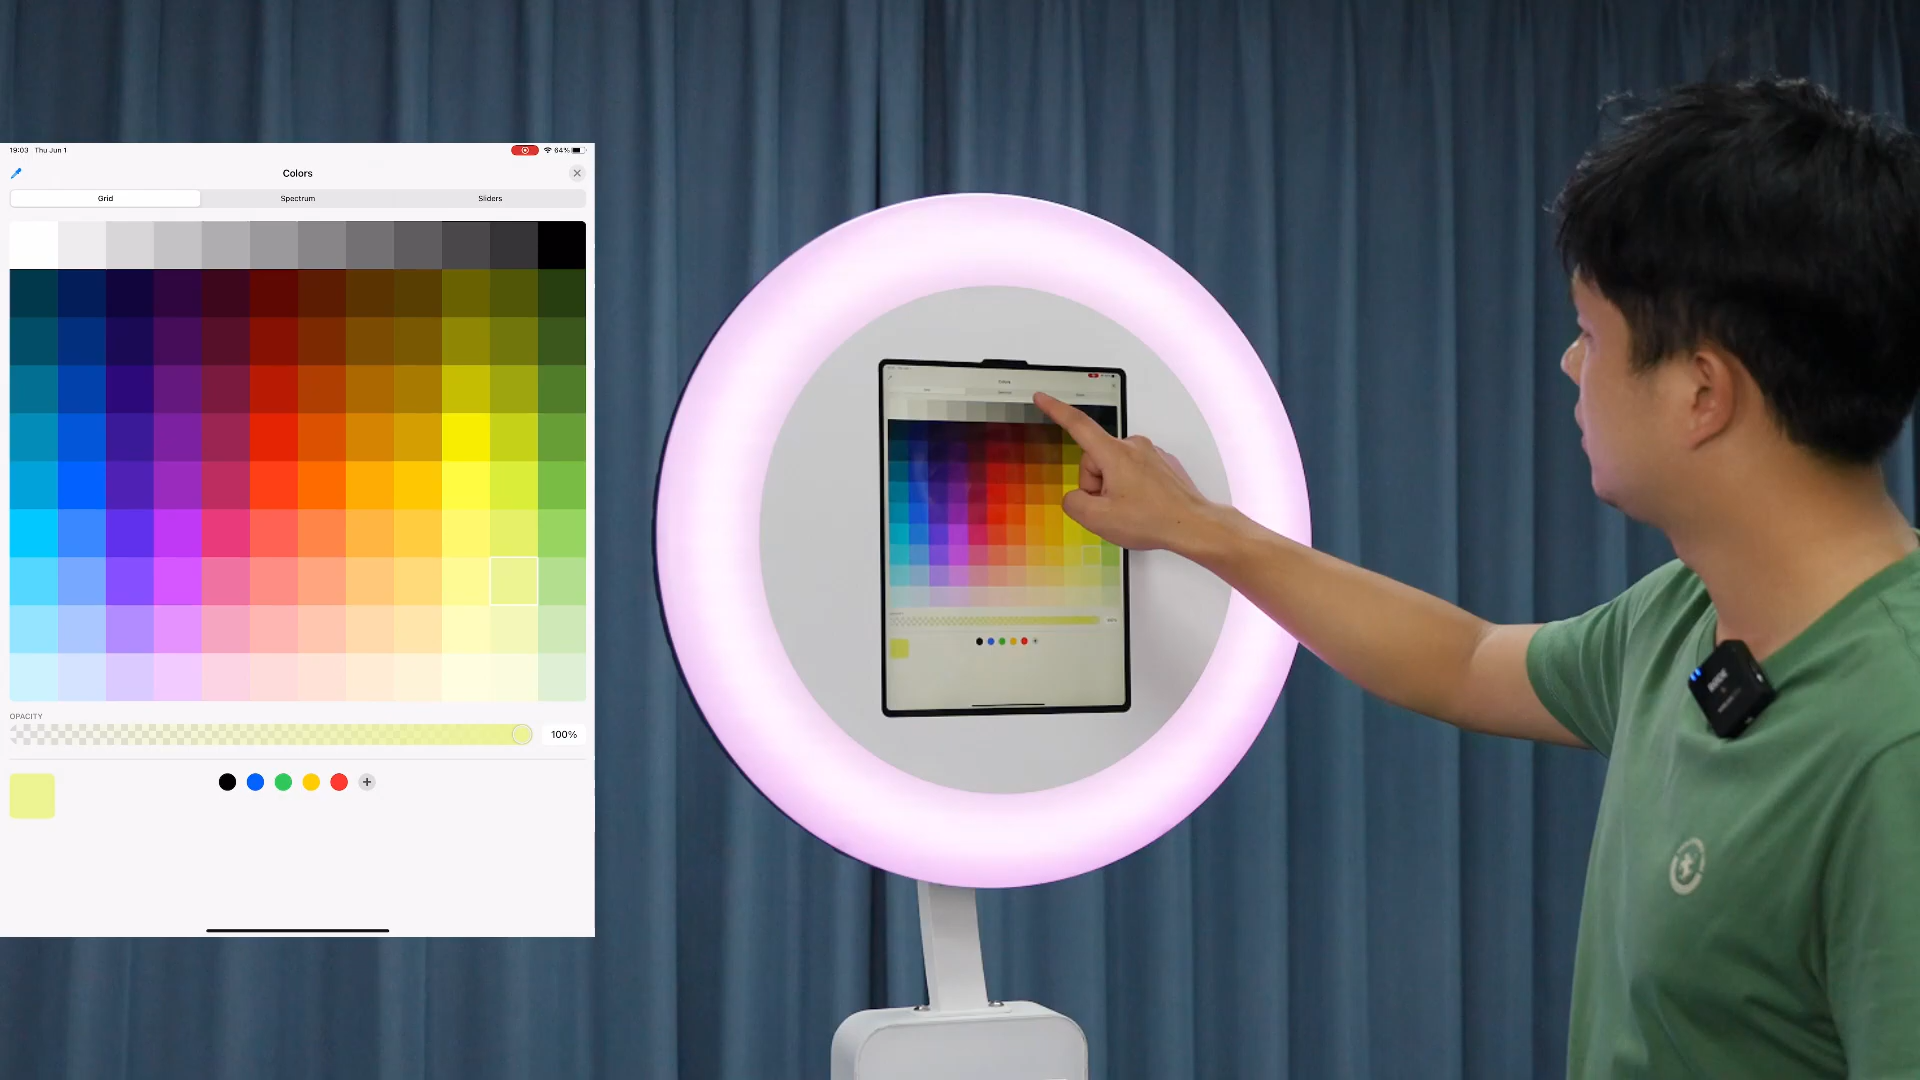 19:03 Thu Jun 1
64%
Colors
Grid
Spectrum
Sliders
OPACITY
100%